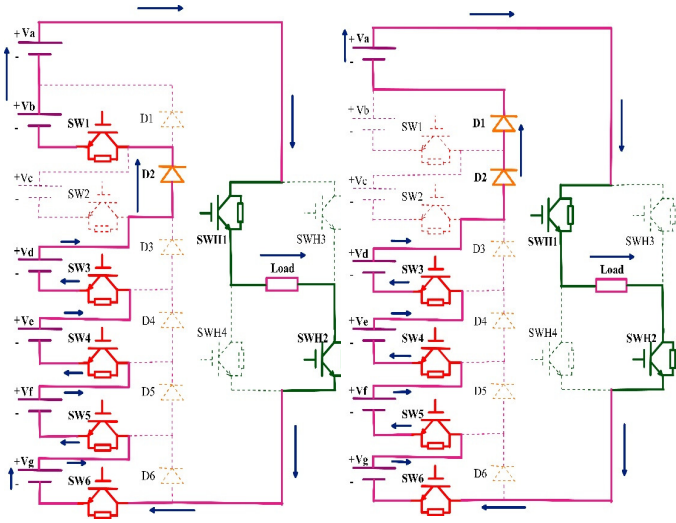 +Va
-
+Vb
SW1
D1
-
D2
+Vc
SW2
-
SWH1
SWH3
+Vd
D3
-
SW3
Load
+Ve
D4
SW4
-
SWH4
SWH2
+Vf
D5
-
SW5
+Vg
D6
-
SW6
+Va
-
+Vb
D1
SW1
-
D2
+Vc
SW2
-
SWH1
SWH3
+Vd
D3
SW3
Load
-
+Ve
D4
SW4
-
SWH4
SWH2
+Vf
D5
SW5
-
+Vg
D6
-
SW6